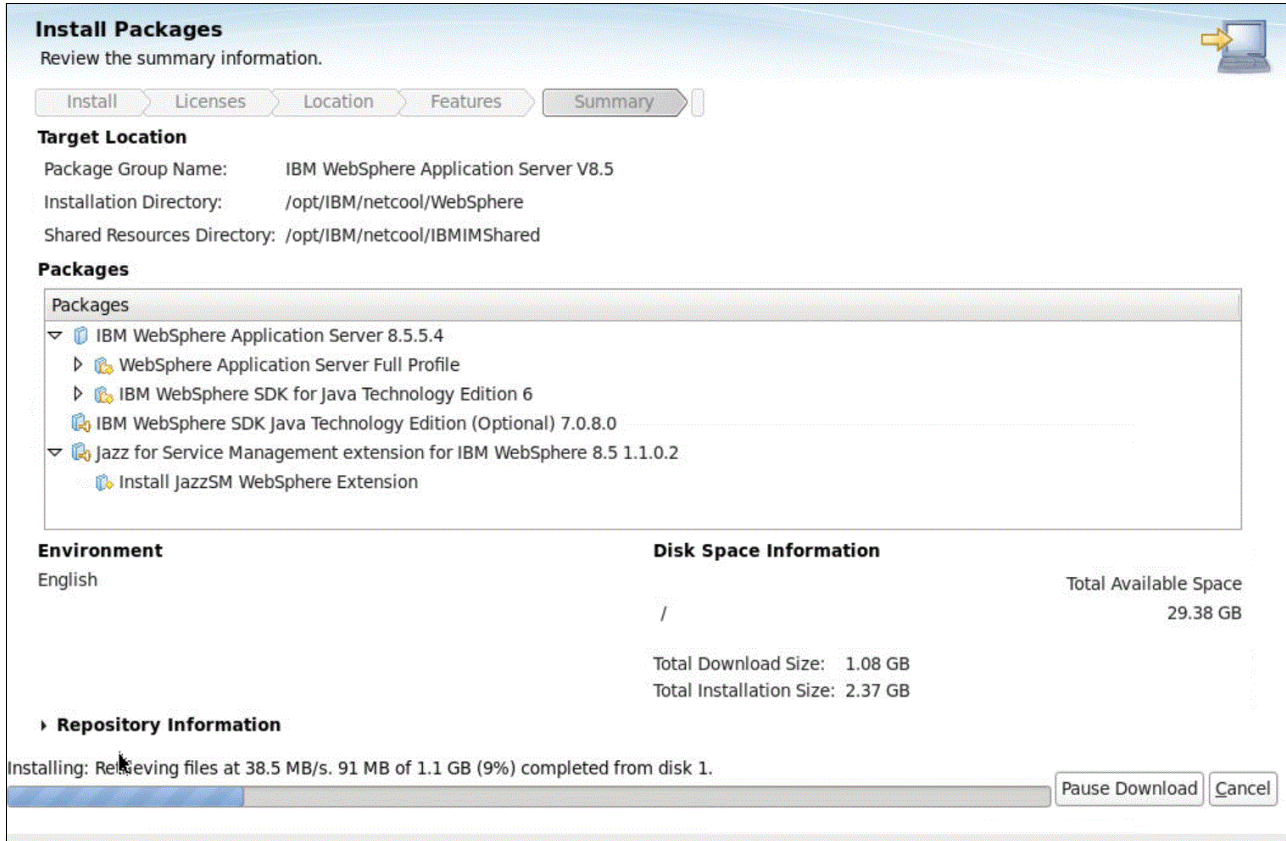 Install Packages
Review the summary information.
Install Licenses Location Features Summary
Target Location
Package Group Name: IBM WebSphere Application Server V8.5
Installation Directory: /opt/IBM/netcool/WebSphere
Shared Resources Directory: /opt/IBM/netcool/IBMIMShared
Packages
Packages
IBM WebSphere Application Server 8.5.5.4
WebSphere Application Server Full Profile
IBM WebSphere SDK for Java Technology Edition 6
IBM WebSphere SDK Java Technology Edition (Optional) 7.0.8.0
Jazz for Service Management extension for IBM WebSphere 8.5 1.1.0.2
Install JazzSM WebSphere Extension
Environment Disk Space Information
English Total Available Space
/ 29.38 GB
Total Download Size: 1.08 GB
Total Installation Size: 2.37 GB
Repository Information
Installing: Retrieving files at 38.5 MB/s. 91 MB of 1.1 GB (9%) completed from disk 1.
Pause Download Cancel